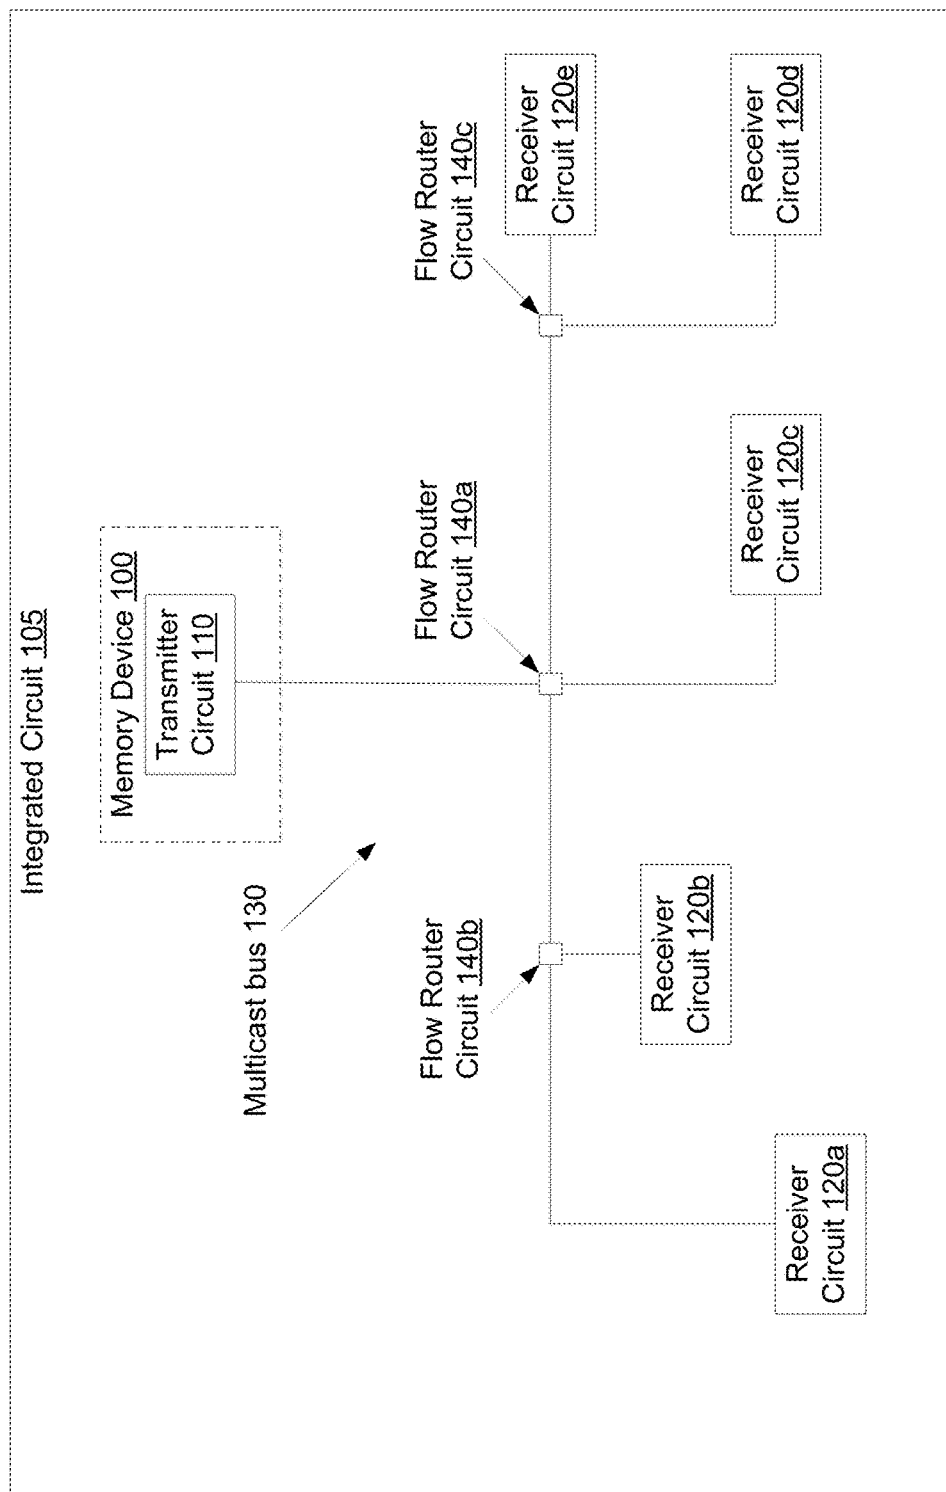 Integrated Circuit 105
Memory Device 100
Transmitter
Circuit 110
Multicast bus 130
Flow Router
Circuit 140b
Flow Router
Circuit 140a
Flow Router
Circuit 140c
Receiver
Circuit 120e
Receiver
Circuit 120b
Receiver
Circuit 120c
Receiver
Circuit 120d
Receiver
Circuit 120a